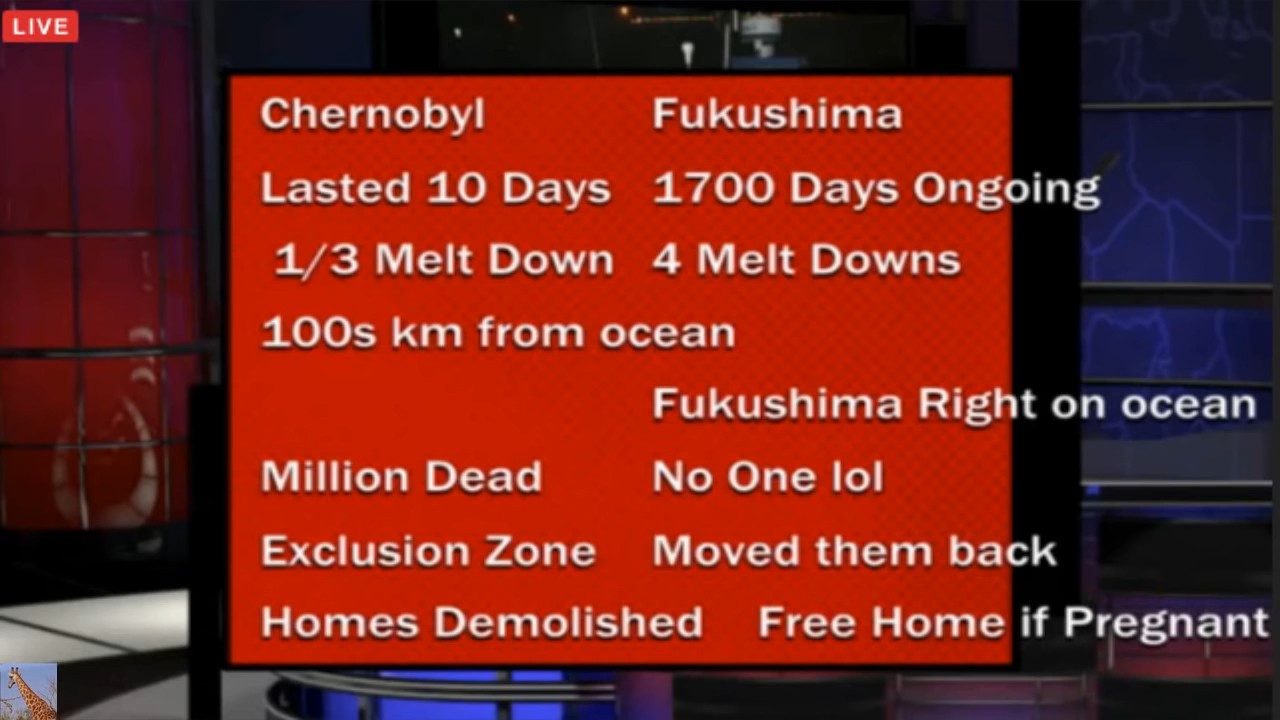 LIVE
Chernobyl Fukushima
Lasted 10 Days 1700 Days Ongoing
1/3 Melt Down 4 Melt Downs
100s km from ocean
Fukushima Right on ocean
Million Dead No One lol
Exclusion Zone Moved them back
Homes Demolished Free Home if Pregnant